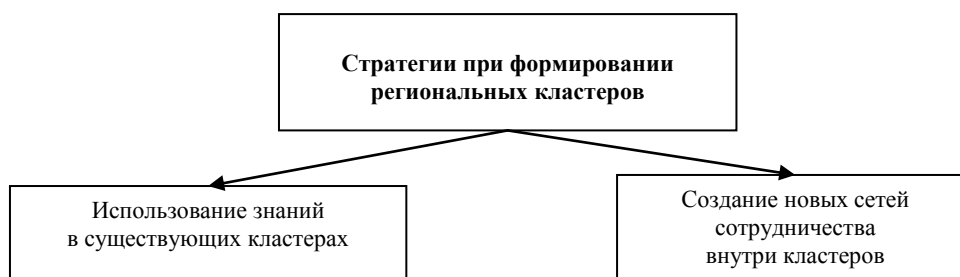 Стратегии при формировании
региональных кластеров
Использование знаний
в существующих кластерах
Создание новых сетей
сотрудничества
внутри кластеров